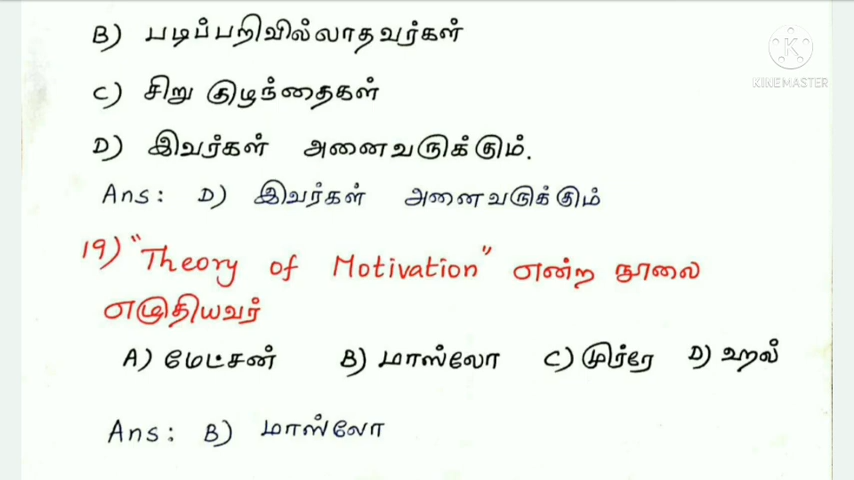 B) படிப்பறிவில்லாதவர்கள்
KINEMASTER
C) சிறு குழந்தைகள்
D) இவர்கள் அனைவருக்கும்.
Ans: D) இவர்கள் அனைவருக்கும்
19) "Theory of Motivation" என்ற நூலை
எழுதியவர்
A) மேட்சன் B) மாஸ்லோ C) முர்ரே D) ஹல்
Ans: B) மாஸ்லோ